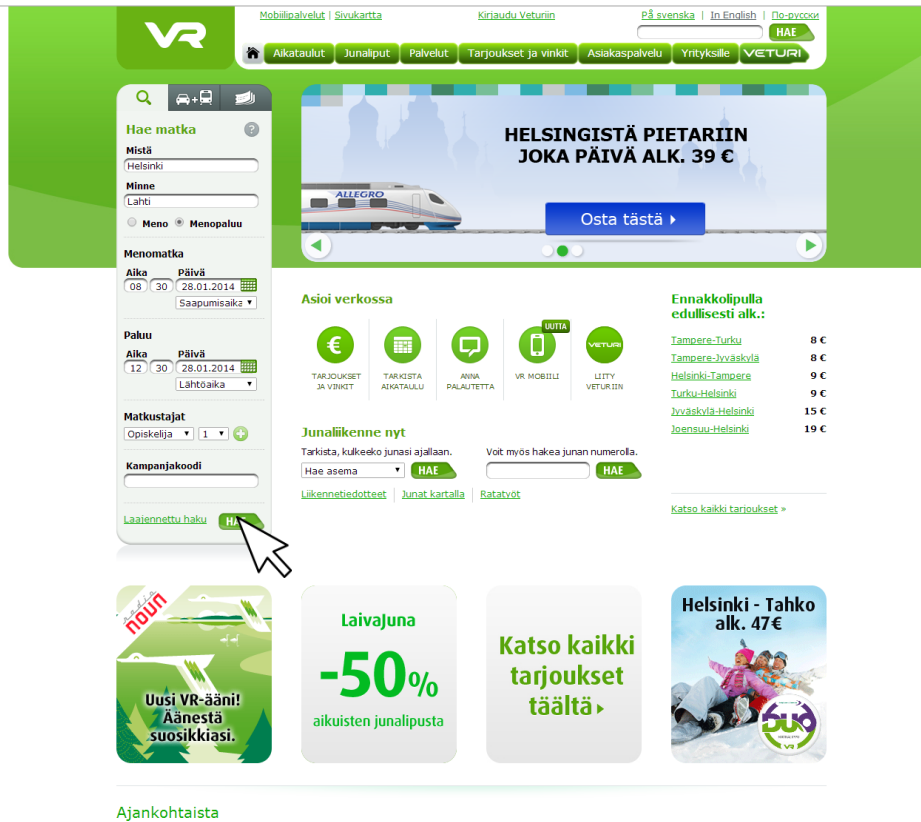 Mobiilipalvelut | Sivukartta
Kirjaudu Veturiin
På svenska | In English | По-русски
VR
HAE
Aikataulut
Junaliput
Palvelut
Tarjoukset ja vinkit
Asiakaspalvelu
Yrityksille
VETURI
Hae matka
?
Mistä
Helsinki
Minne
Lahti
Meno
Menopaluu
Menomatka
Aika Päivä
08 30 28.01.2014
Saapumisaika
Paluu
Aika Päivä
12 30 28.01.2014
Lähtöaika
Matkustajat
Opiskelija 1
Kampanjakoodi
Laajennettu haku
HELSINGISTÄ PIETARIIN
JOKA PÄIVÄ ALK. 39 €
ALLEGRO
Osta tästä
Asioi verkossa
€
UUTTA
VETURI
TARJOUKSET
JA VINKIT
TARKISTA
AIKATAULU
ANNA
PALAUTETTA
VR MOBIILI
LIITY
VETURIIN
Junaliikenne nyt
Tarkista, kulkeeko junasi ajallaan.
Hae asema
HAE
Voit myös hakea junan numerolla.
HAE
Liikennetiedotteet
Junat kartalla
Ratatyöt
Ennakkolipulla
edullisesti alk.:
Tampere-Turku 8 €
Tampere-Jyväskylä 8 €
Helsinki-Tampere 9 €
Turku-Helsinki 9 €
Jyväskylä-Helsinki 15 €
Joensuu-Helsinki 19 €
Katso kaikki tarjoukset »
radio
NOUN
Uusi VR-ääni!
Äänestä
suosikkiasi.
LaivaJuna
-50%
aikuisten junalipusta
Katso kaikki
tarjoukset
täältä
Helsinki - Tahko
alk. 47€
DUO
VR
Ajankohtaista